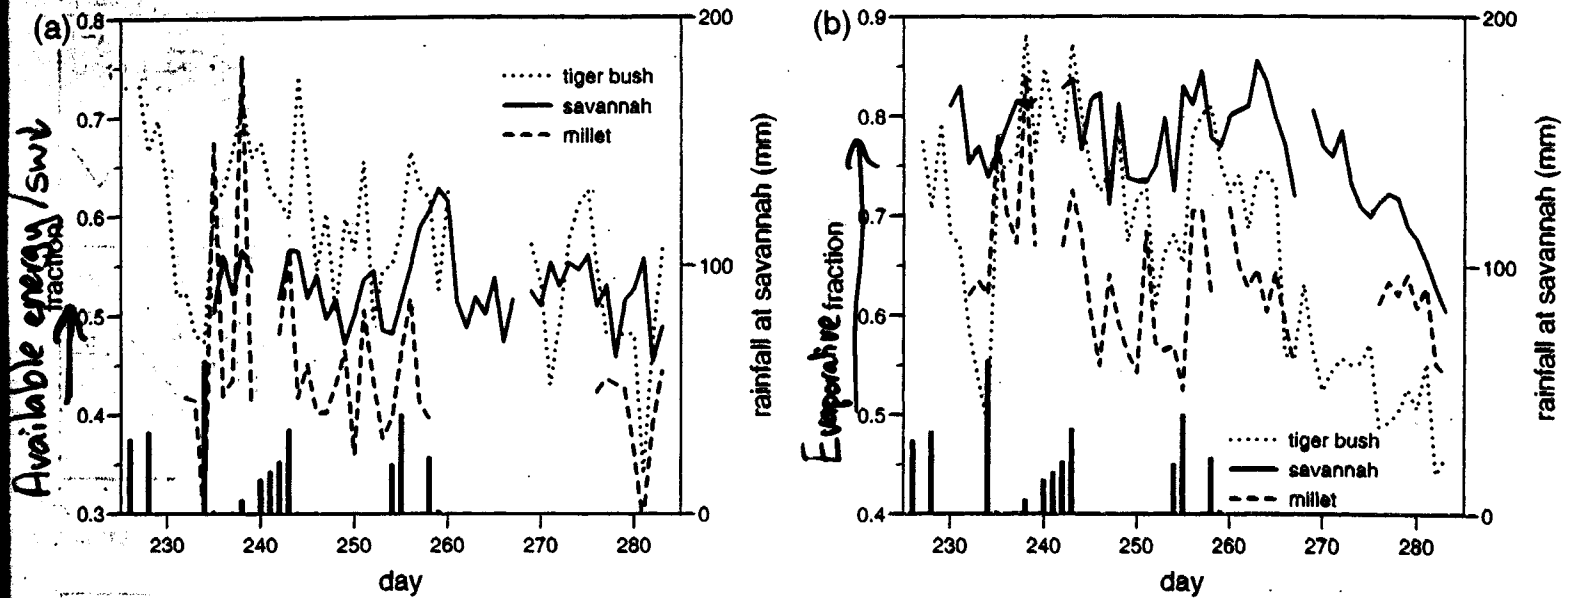 (a)
0.8
0.7
0.6
0.5
0.4
0.3
200
100
0
tiger bush
savannah
millet
Available energy/swt
fraction
rainfall at savannah (mm)
230 240 250 260 270 280
day
(b)
0.9
0.8
0.7
0.6
0.5
0.4
200
100
0
Evaporative fraction
rainfall at savannah (mm)
tiger bush
savannah
millet
230 240 250 260 270 280
day